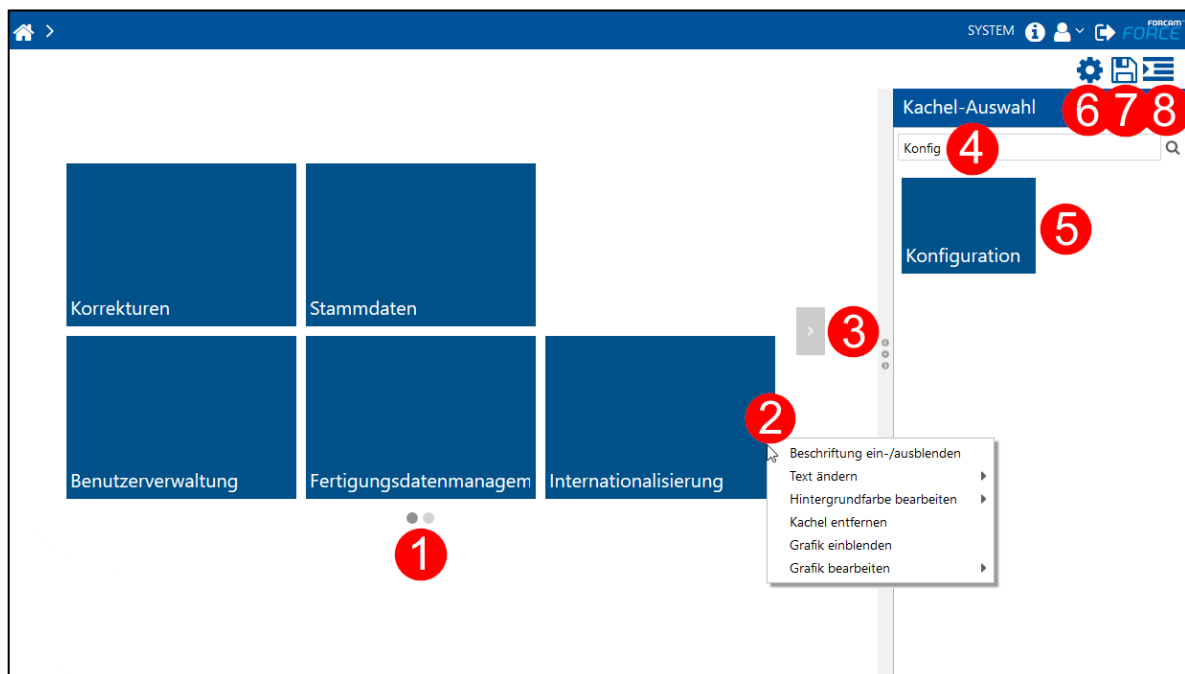 SYSTEM
FORCAM
FORCE
6 7 8
Kachel-Auswahl
Konfig
4
5
Konfiguration
Korrekturen
Stammdaten
3
2
Benutzerverwaltung
Fertigungsdatenmanagem
Internationalisierung
1
Beschriftung ein-/ausblenden
Text ändern
Hintergrundfarbe bearbeiten
Kachel entfernen
Grafik einblenden
Grafik bearbeiten